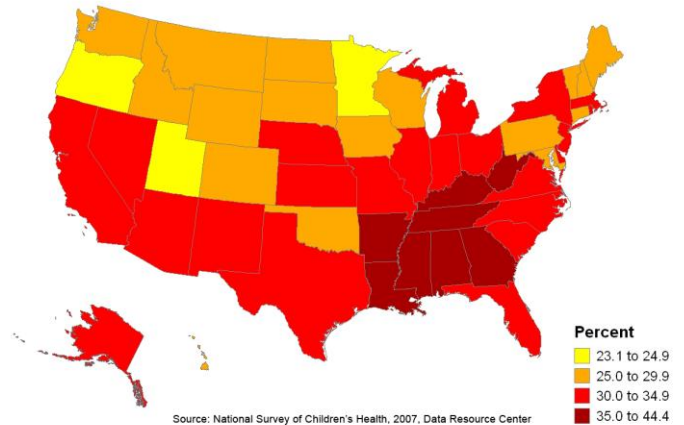 Percent
23.1 to 24.9
25.0 to 29.9
30.0 to 34.9
35.0 to 44.4
Source: National Survey of Children's Health, 2007, Data Resource Center